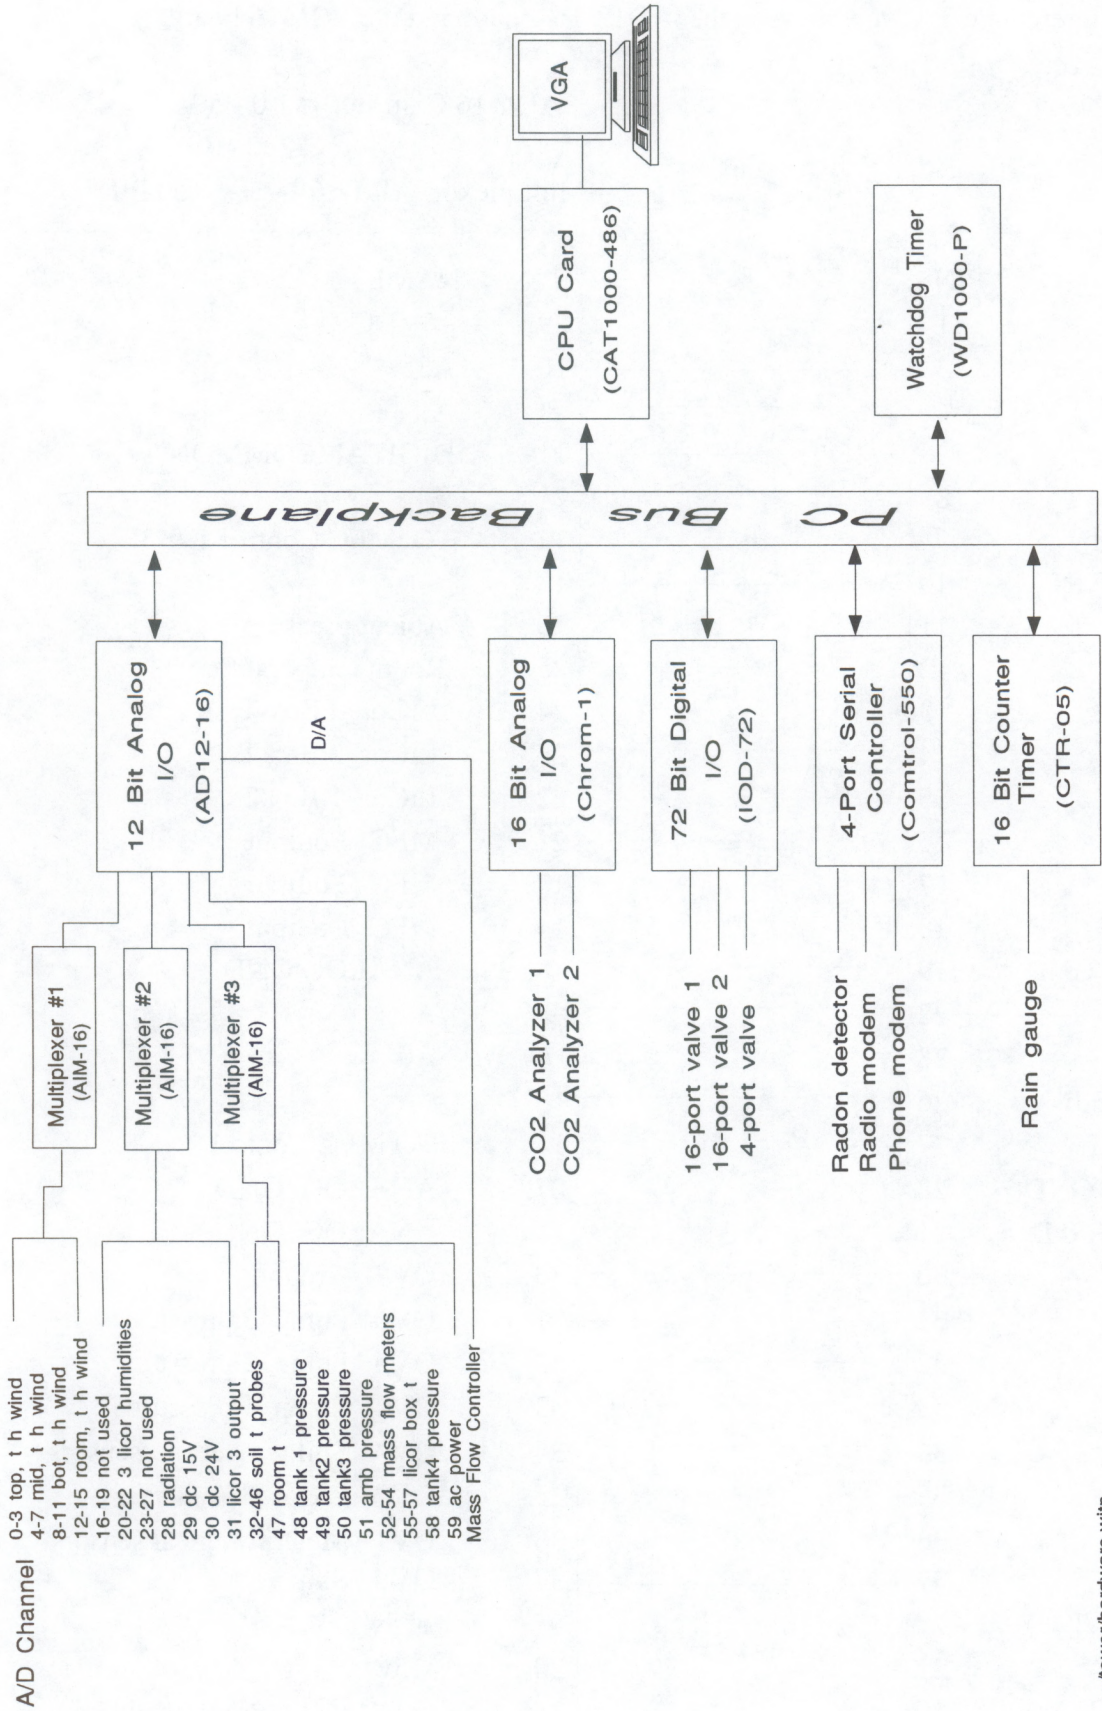 A/D Channel
0-3 top, t h wind
4-7 mid, t h wind
8-11 bot, t h wind
12-15 room, t h wind
16-19 not used
20-22 3 licor humidities
23-27 not used
28 radiation
29 dc 15V
30 dc 24V
31 licor 3 output
32-46 soil t probes
47 room t
48 tank 1 pressure
49 tank2 pressure
50 tank3 pressure
51 amb pressure
52-54 mass flow meters
55-57 licor box t
58 tank4 pressure
59 ac power
Mass Flow Controller
Multiplexer #1
(AIM-16)
Multiplexer #2
(AIM-16)
Multiplexer #3
(AIM-16)
12 Bit Analog
I/O
(AD12-16)
D/A
CO2 Analyzer 1
CO2 Analyzer 2
16 Bit Analog
I/O
(Chrom-1)
16-port valve 1
16-port valve 2
4-port valve
72 Bit Digital
I/O
(IOD-72)
Radon detector
Radio modem
Phone modem
4-Port Serial
Controller
(Comtrol-550)
Rain gauge
16 Bit Counter
Timer
(CTR-05)
PC Bus Backplane
CPU Card
(CAT1000-486)
VGA
Watchdog Timer
(WD1000-P)